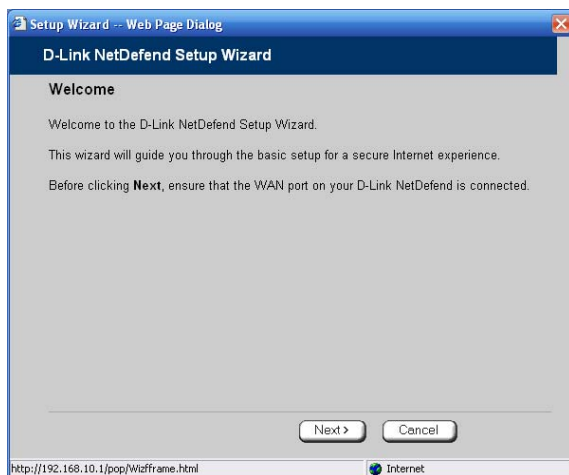 Setup Wizard -- Web Page Dialog
D-Link NetDefend Setup Wizard
Welcome
Welcome to the D-Link NetDefend Setup Wizard.
This wizard will guide you through the basic setup for a secure Internet experience.
Before clicking Next, ensure that the WAN port on your D-Link NetDefend is connected.
Next > Cancel
http://192.168.10.1/pop/Wizfframe.html Internet